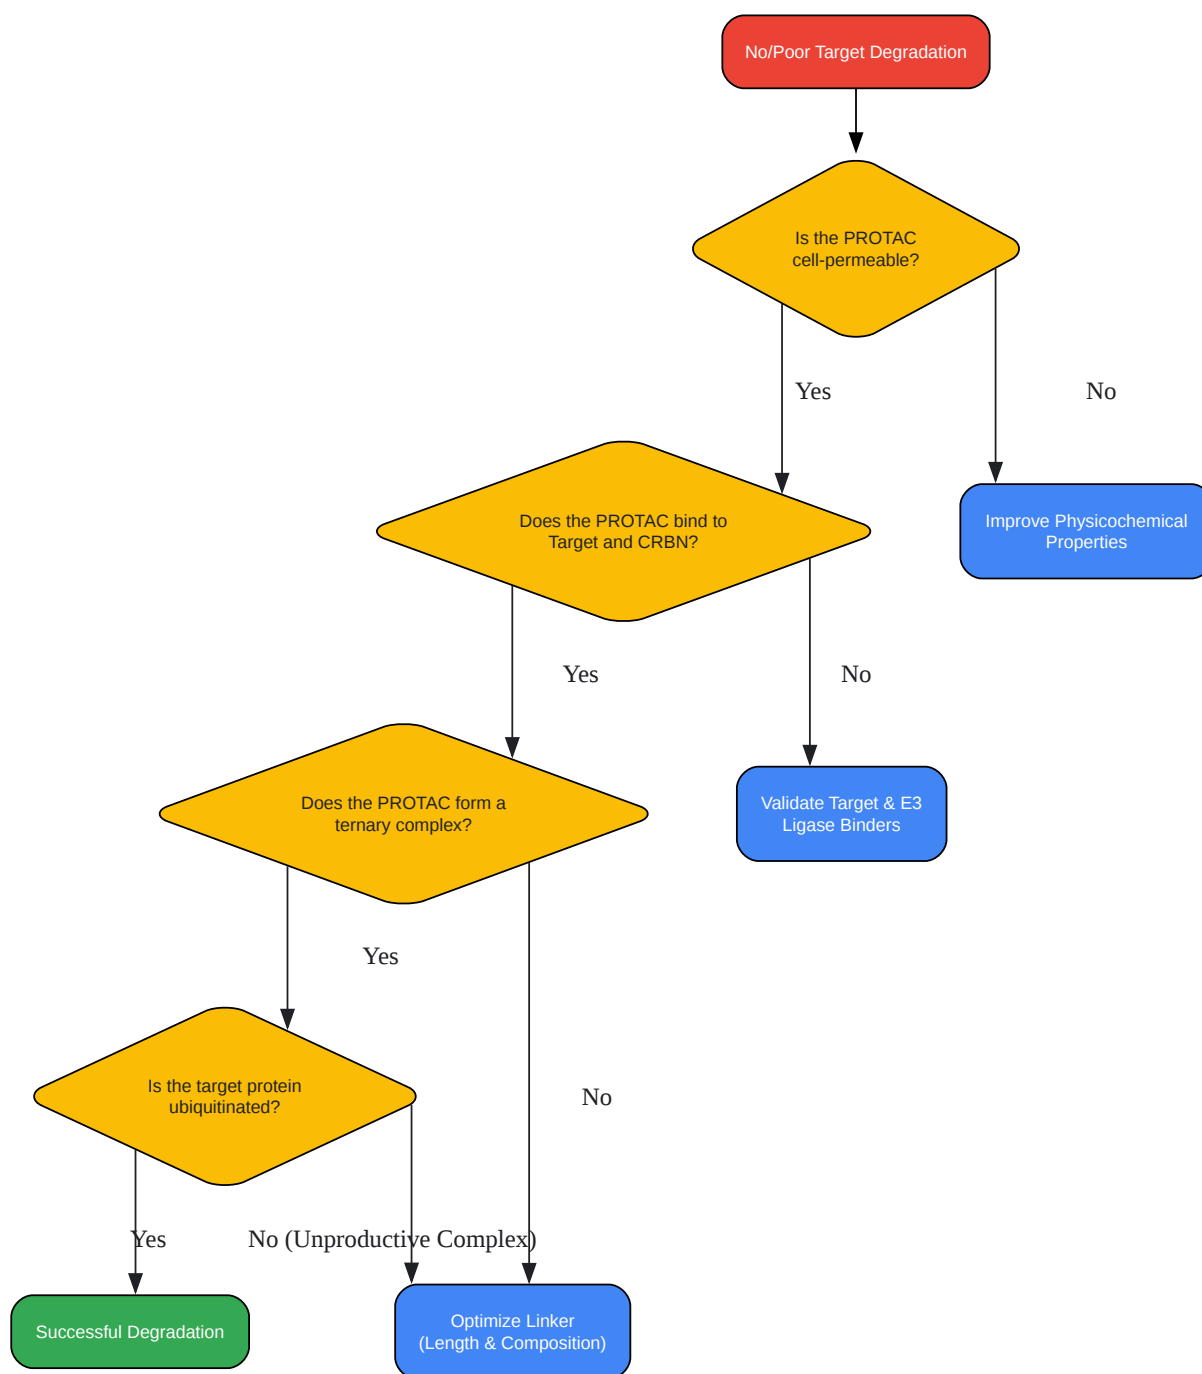 No/Poor Target Degradation
Is the PROTAC
cell-permeable?
Yes
No
Does the PROTAC bind to
Target and CRBN?
Improve Physicochemical
Properties
Yes
No
Does the PROTAC form a
ternary complex?
Validate Target & E3
Ligase Binders
Yes
No
Is the target protein
ubiquitinated?
Yes
No (Unproductive Complex)
Successful Degradation
Optimize Linker
(Length & Composition)